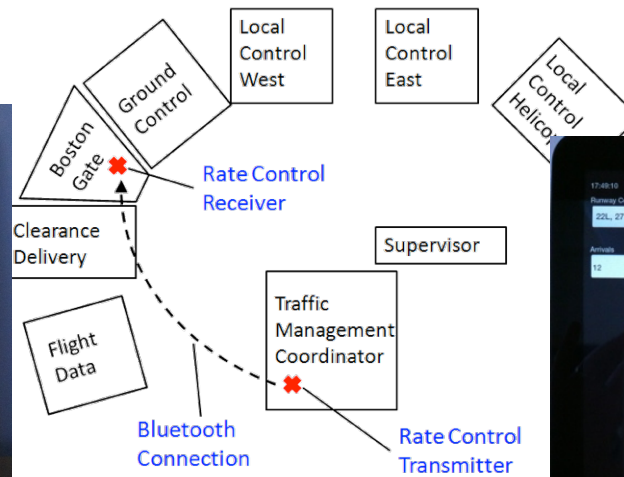 Local
Control
West
Local
Control
East
Local
Control
Ground
Control
Boston
Gate
Rate Control
Receiver
Clearance
Delivery
Supervisor
Traffic
Management
Coordinator
Flight
Data
Bluetooth
Connection
Rate Control
Transmitter
17:49:10
Runway
22L, 27
Arrivals
12